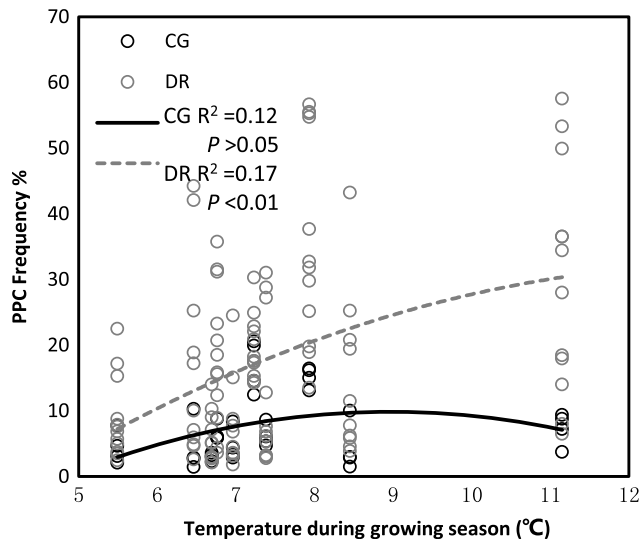 70
60
50
40
30
20
10
0
PPC Frequency %
CG
DR
CG R² =0.12
P >0.05
DR R² =0.17
P <0.01
5 6 7 8 9 10 11 12
Temperature during growing season (℃)